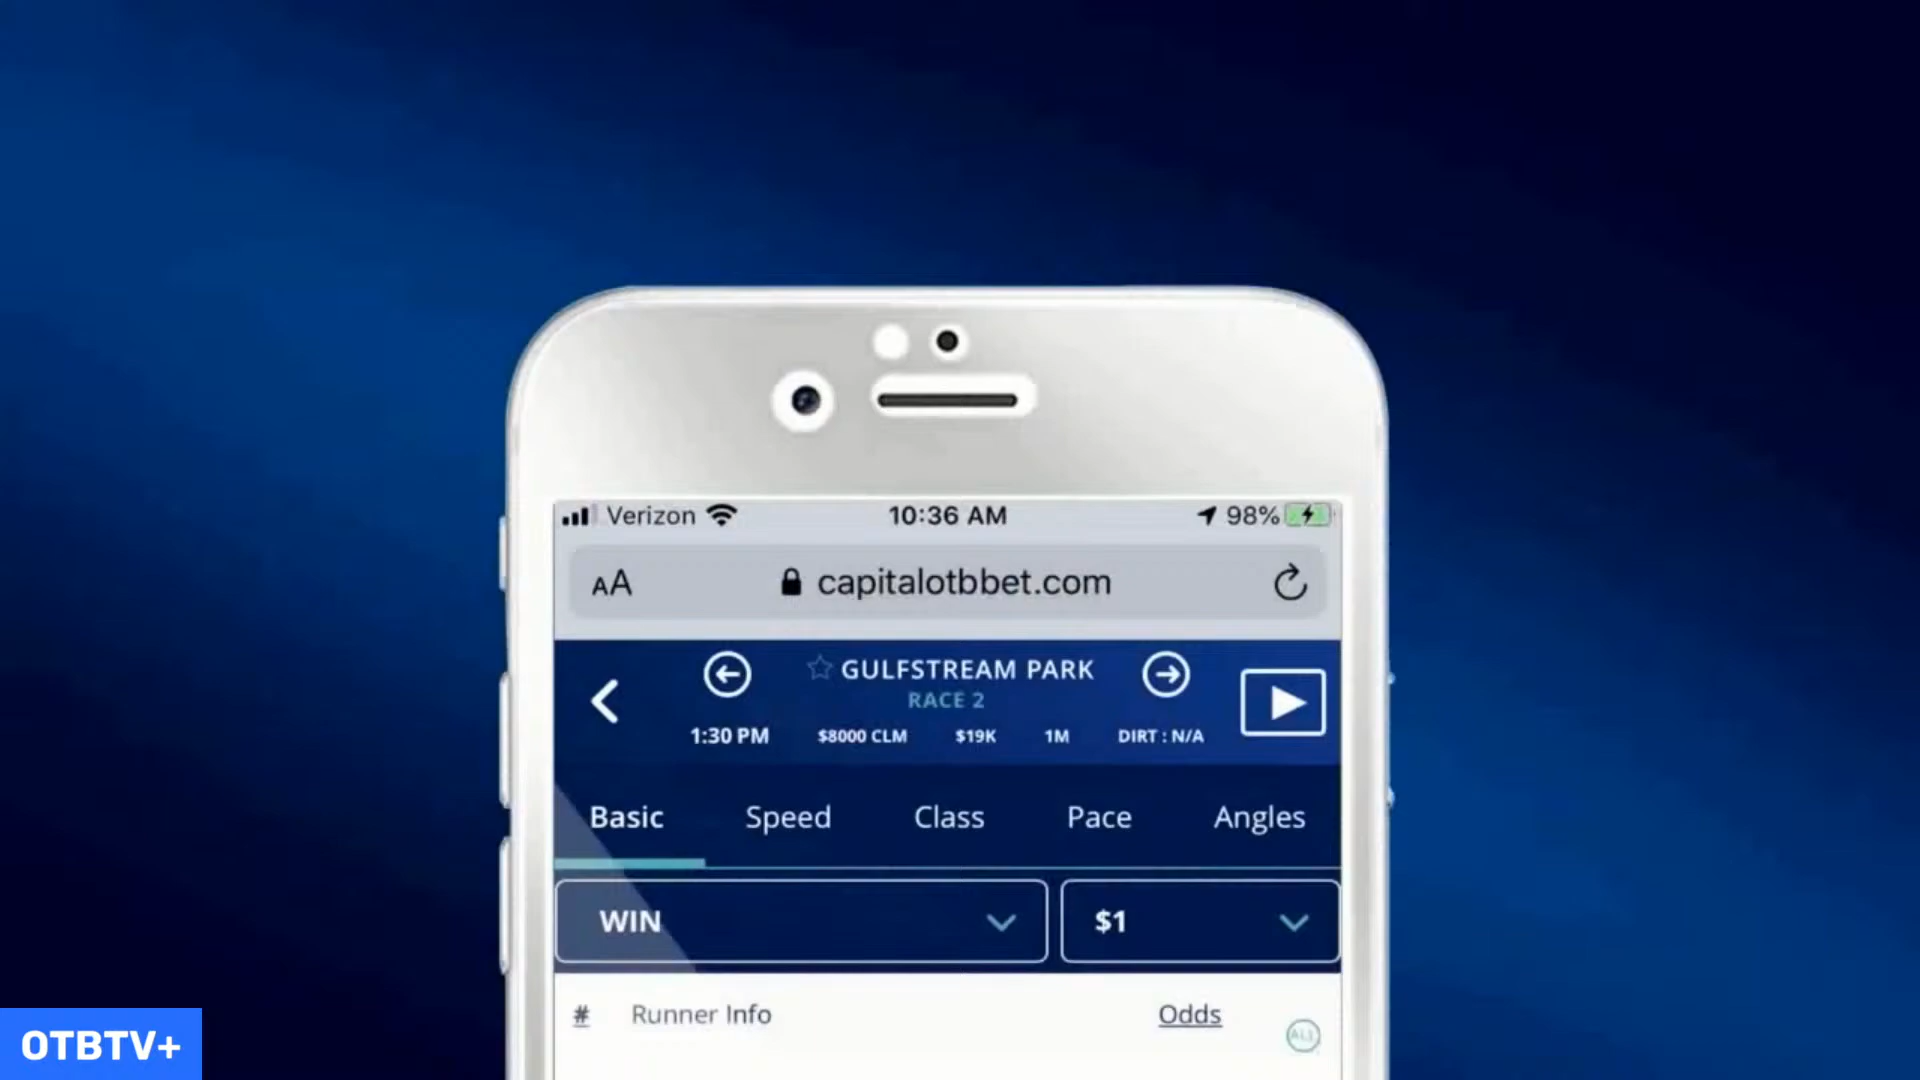 Verizon 10:36 AM 98%
AA capitalotbbet.com
GULFSTREAM PARK
RACE 2
1:30 PM $8000 CLM $19K 1M DIRT : N/A
Basic Speed Class Pace Angles
WIN $1
# Runner Info Odds
ALL
OTBTV+